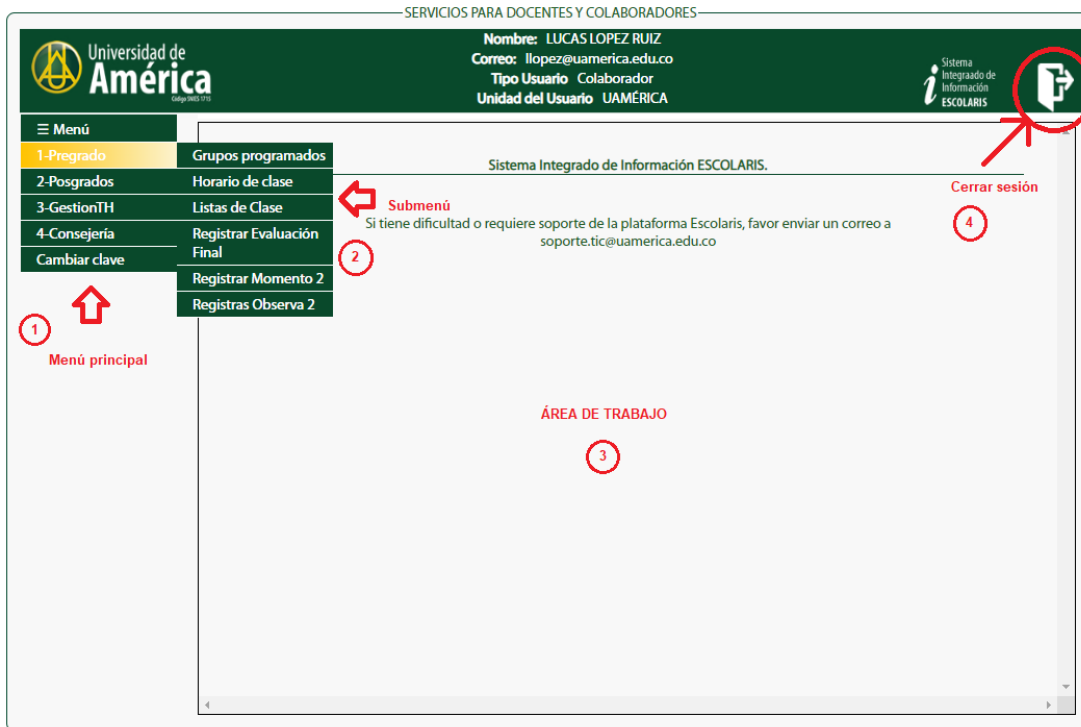 SERVICIOS PARA DOCENTES Y COLABORADORES
Universidad de
América
Código SNIES 1715
Nombre: LUCAS LOPEZ RUIZ
Correo: llopez@uamerica.edu.co
Tipo Usuario Colaborador
Unidad del Usuario UAMÉRICA
Sistema
Integraado de
Información
ESCOLARIS
☰ Menú
1-Pregrado
2-Posgrados
3-GestionTH
4-Consejería
Cambiar clave
Grupos programados
Horario de clase
Listas de Clase
Registrar Evaluación
Final
Registrar Momento 2
Registras Observa 2
Sistema Integrado de Información ESCOLARIS.
Si tiene dificultad o requiere soporte de la plataforma Escolaris, favor enviar un correo a
soporte.tic@uamerica.edu.co
Submenú
2
Cerrar sesión
4
1
Menú principal
ÁREA DE TRABAJO
3